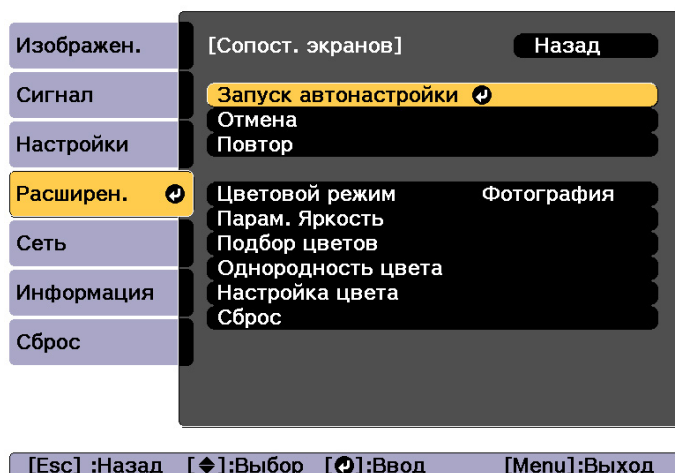 Изображен.
Сигнал
Настройки
Расширен.
Сеть
Информация
Сброс
[Сопост. экранов] Назад
Запуск автонастройки
Отмена
Повтор
Цветовой режим Фотография
Парам. Яркость
Подбор цветов
Однородность цвета
Настройка цвета
Сброс
[Esc] :Назад [◆]:Выбор [⏎]:Ввод [Menu]:Выход